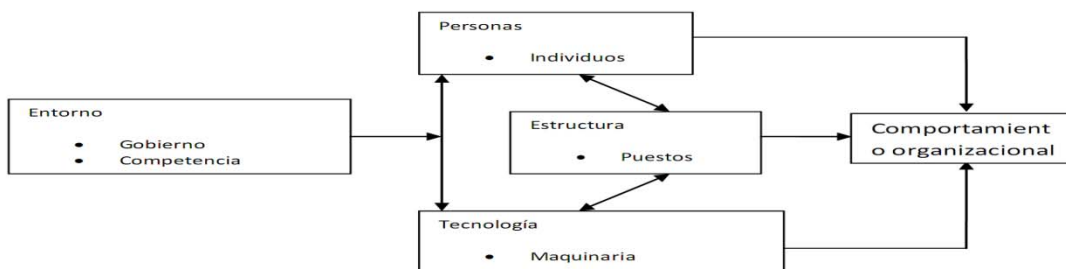 Personas
• Individuos
Entorno
• Gobierno
• Competencia
Estructura
• Puestos
Comportamient
o organizacional
Tecnología
• Maquinaria